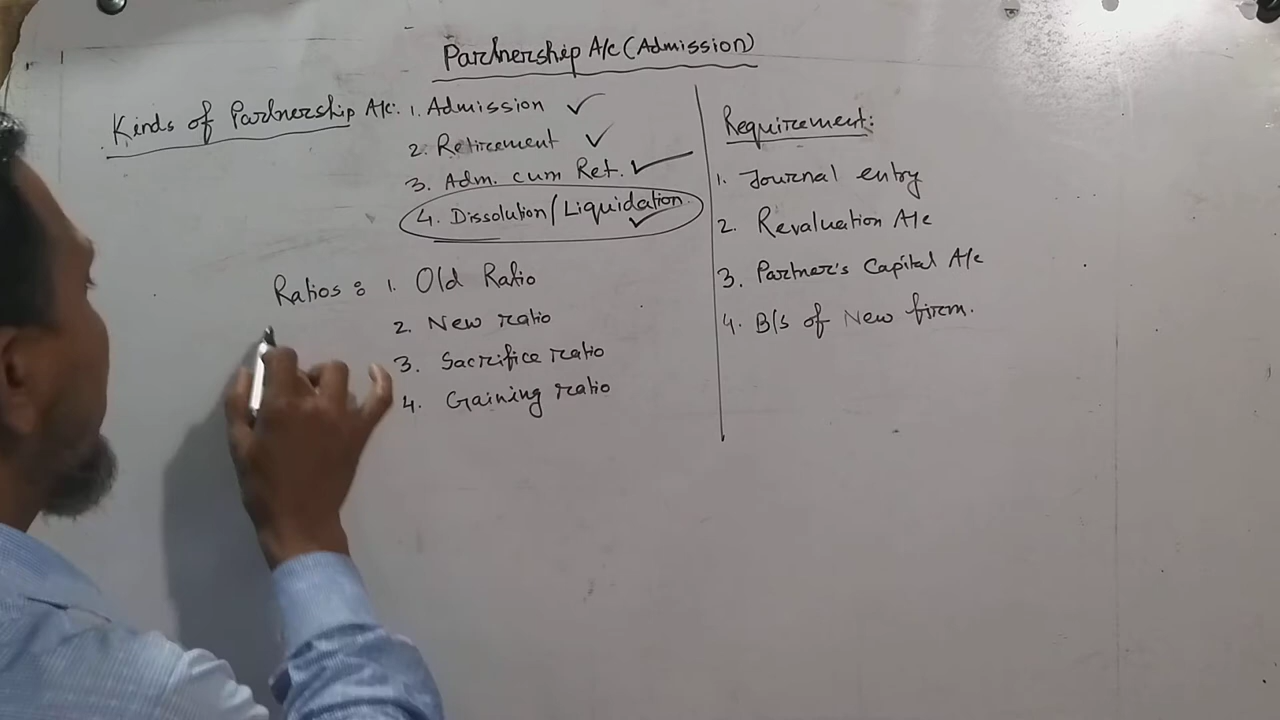 Partnership A/c (Admission)
Kinds of Partnership A/c: 1. Admission ✓
2. Retirement ✓
3. Adm. cum Ret. ✓
4. Dissolution/Liquidation ✓
Ratios : 1. Old Ratio
2. New ratio
3. Sacrifice ratio
4. Gaining ratio
Requirement:
1. Journal entry
2. Revaluation A/c
3. Partner's Capital A/c
4. B/s of New firm.